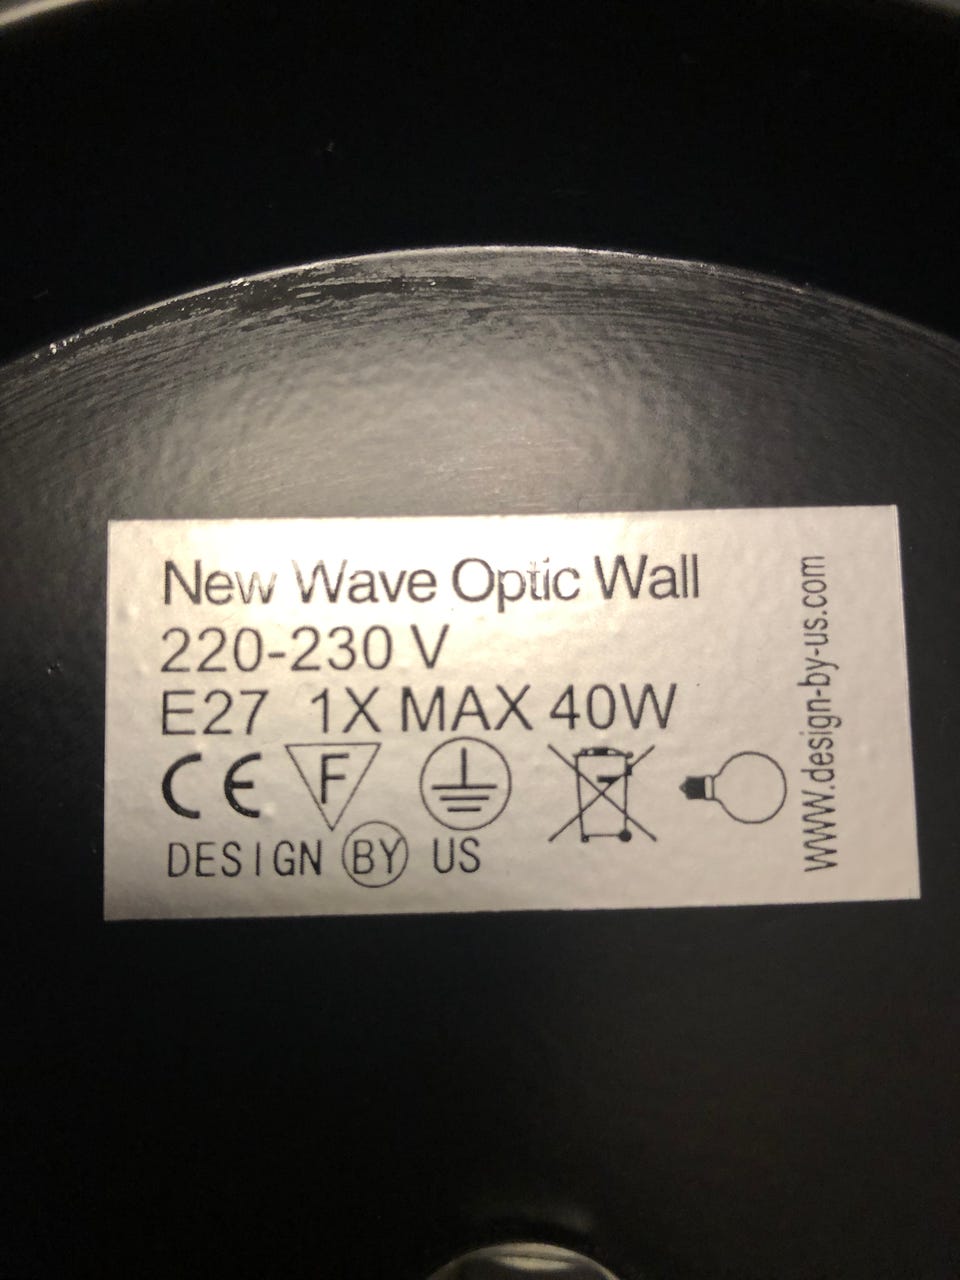 New Wave Optic Wall
220-230 V
E27 1X MAX 40W
CE F
DESIGN BY US
www.design-by-us.com